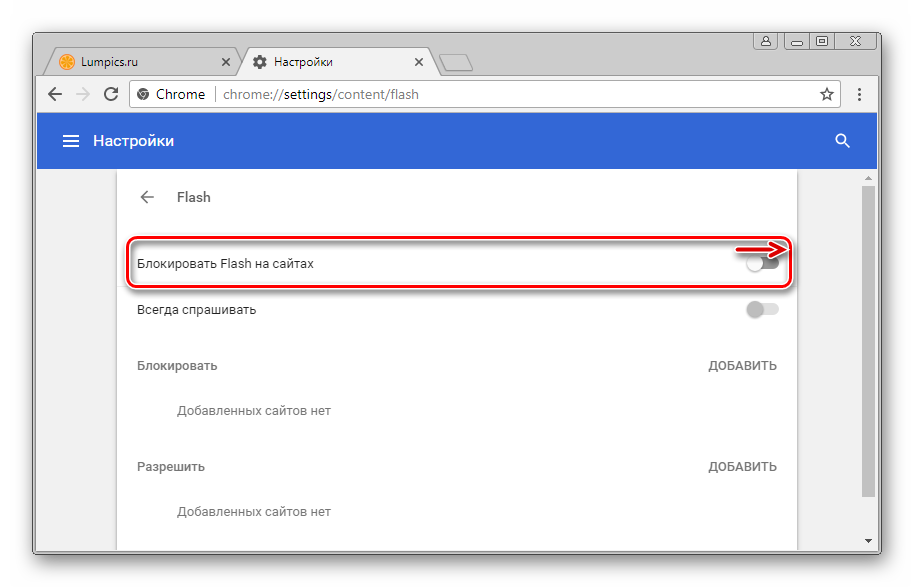 Lumpics.ru
Настройки
Chrome
chrome://settings/content/flash
Настройки
Flash
Блокировать Flash на сайтах
Всегда спрашивать
Блокировать
ДОБАВИТЬ
Добавленных сайтов нет
Разрешить
ДОБАВИТЬ
Добавленных сайтов нет